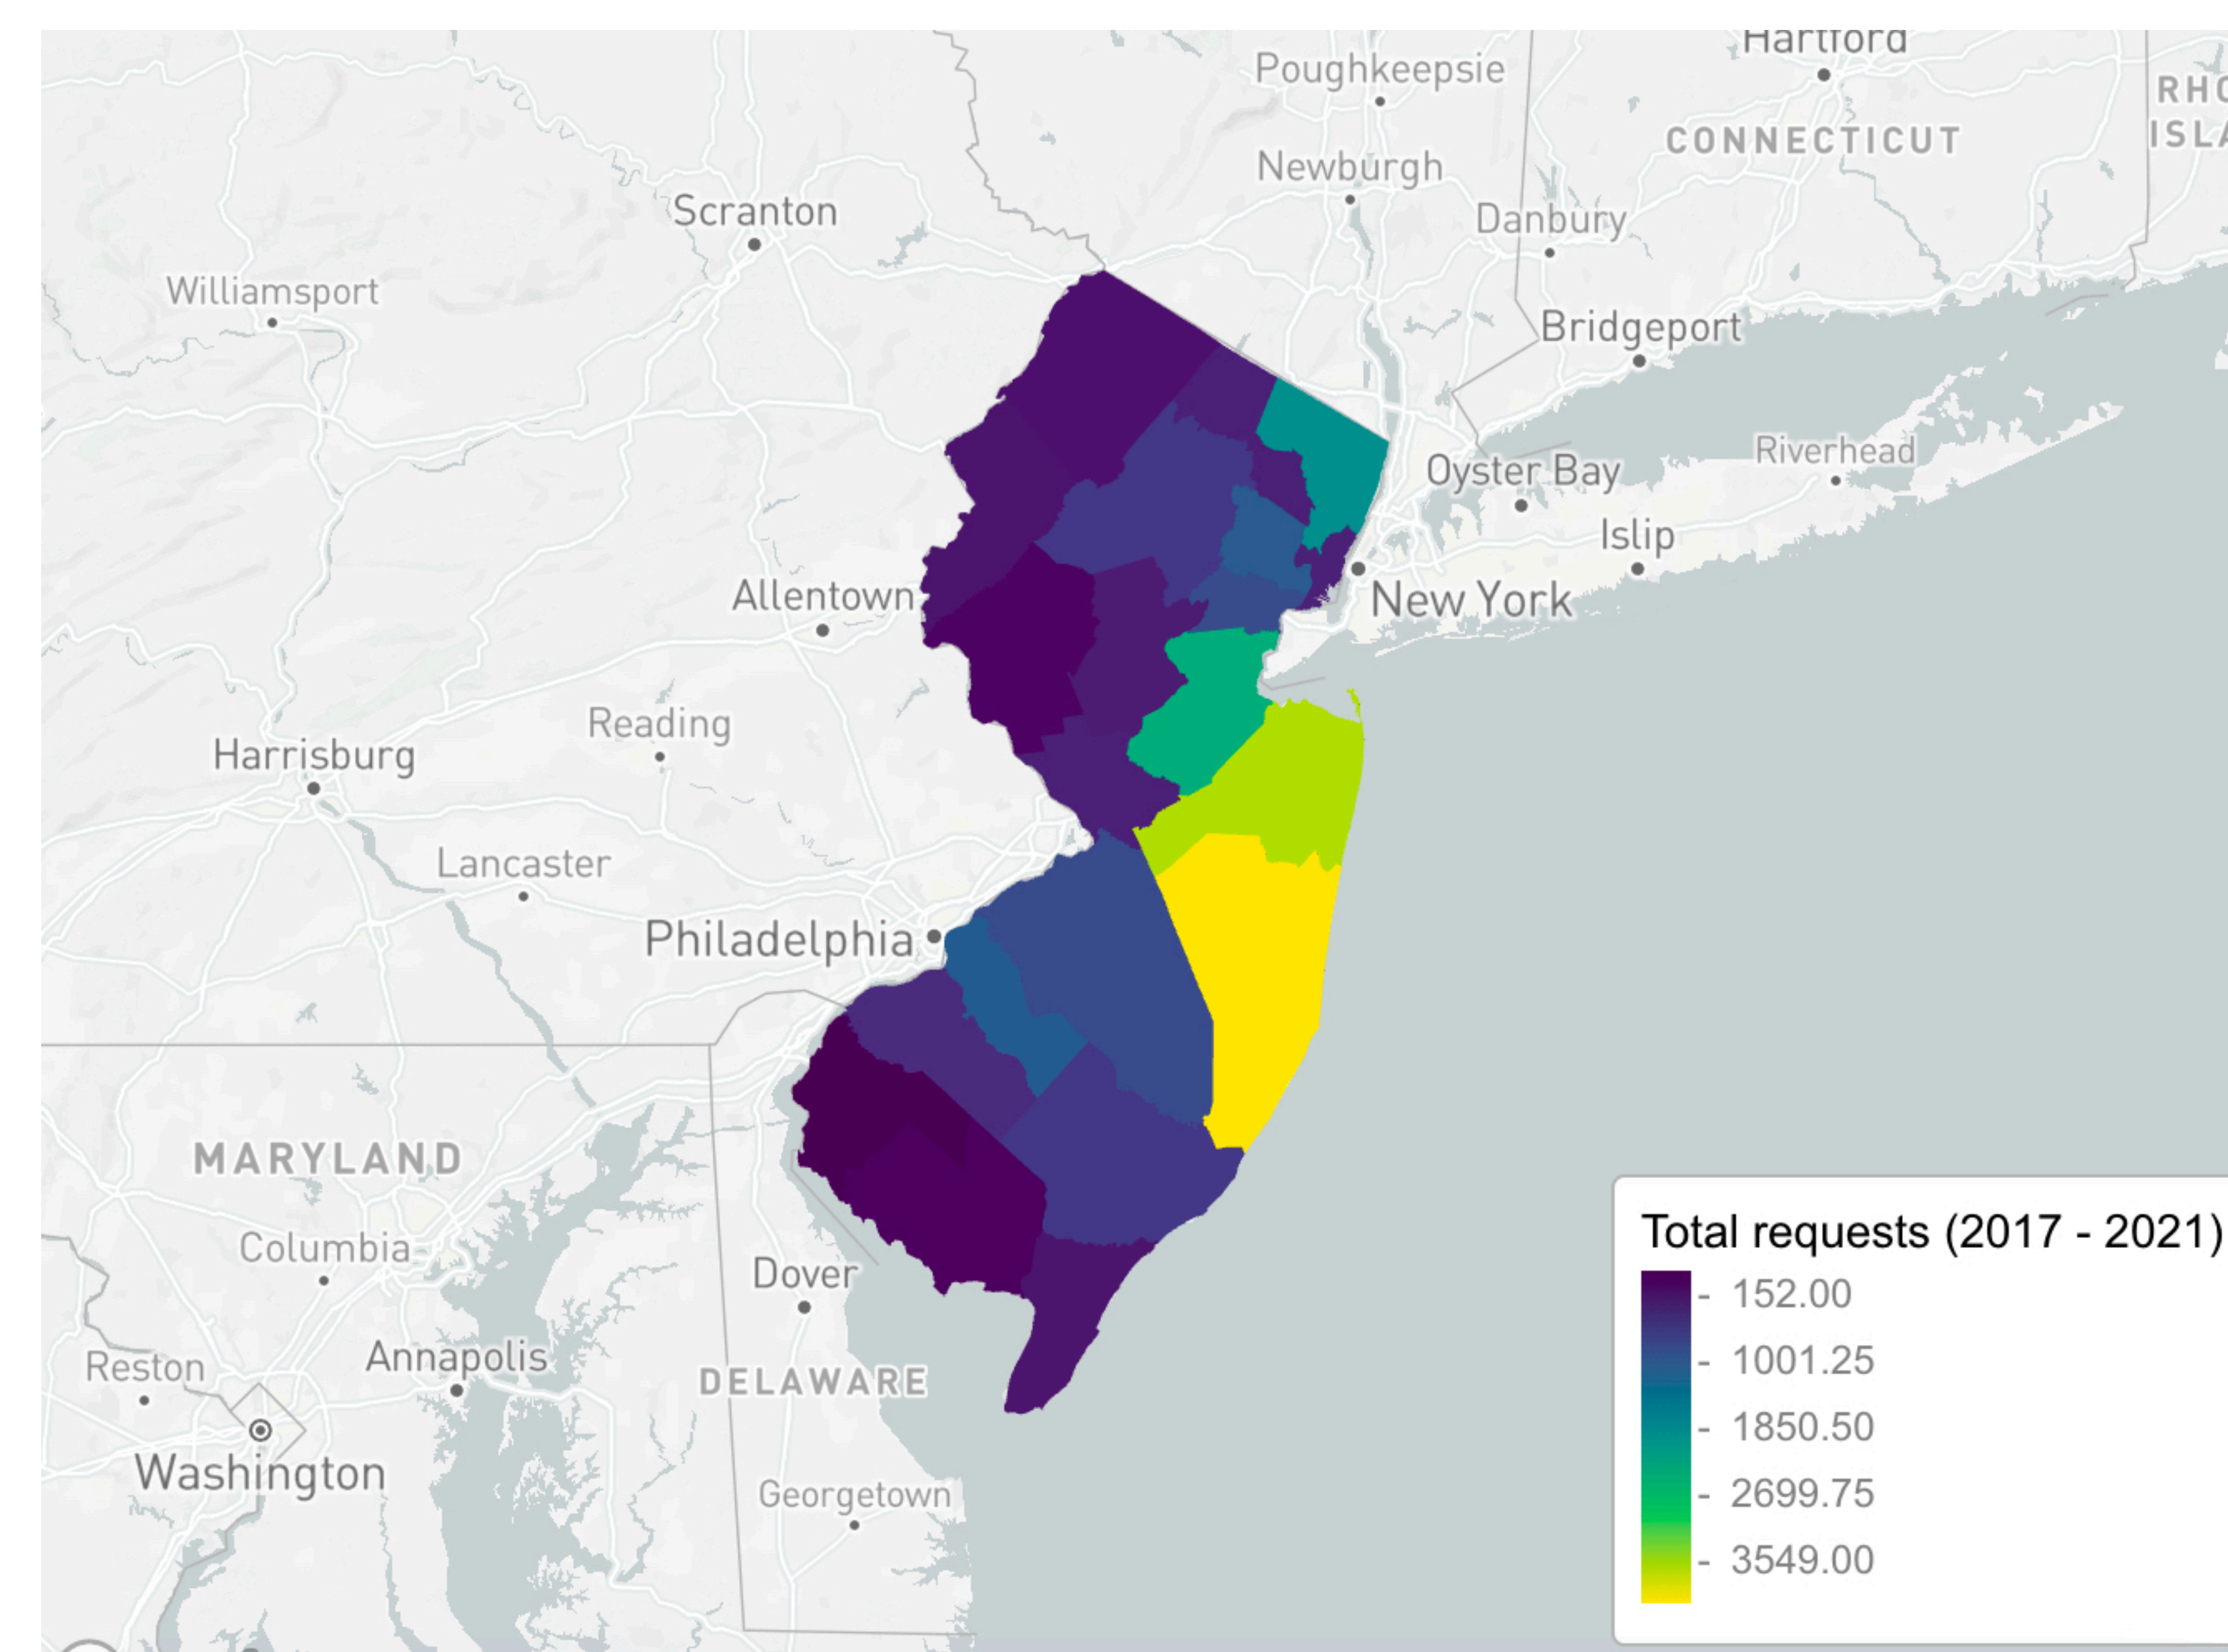 Hartford
Poughkeepsie
RHO
ISLA
CONNECTICUT
Newburgh
Scranton
Danbury
Williamsport
Bridgeport
Riverhead
Oyster Bay
Islip
Allentown
New York
Reading
Harrisburg
Lancaster
Philadelphia
MARYLAND
Columbia
Dover
Reston
Annapolis
DELAWARE
Washington
Georgetown
Total requests (2017 - 2021)
- 152.00
- 1001.25
- 1850.50
- 2699.75
- 3549.00